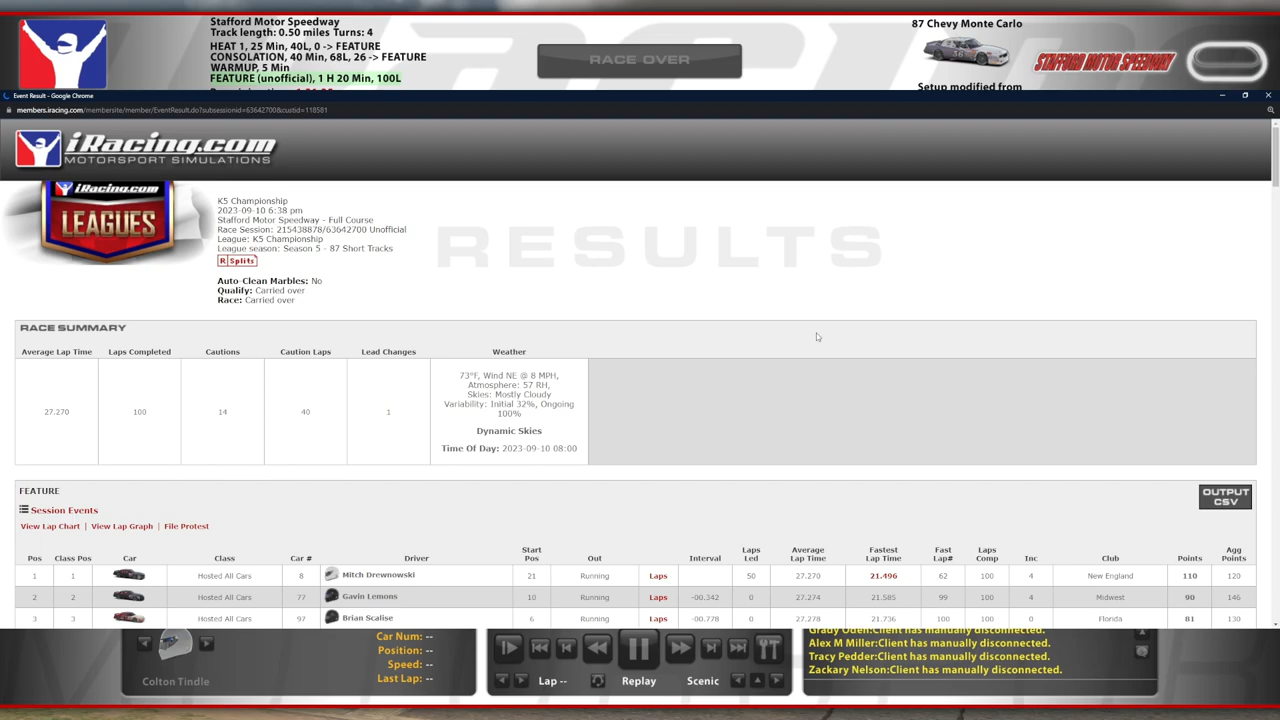 Stafford Motor Speedway
Track length: 0.50 miles Turns: 4
HEAT 1, 25 Min, 40L, 0 -> FEATURE
CONSOLATION, 40 Min, 68L, 26 -> FEATURE
WARMUP, 5 Min
FEATURE (unofficial), 1 H 20 Min, 100L
RACE OVER
87 Chevy Monte Carlo
STAFFORD MOTOR SPEEDWAY
Setup modified from
Event Result - Google Chrome
members.iracing.com/membersite/member/EventResult.do?subsessionid=63642700&custid=118581
iRacing.com
MOTORSPORT SIMULATIONS
iRacing.com
LEAGUES
K5 Championship
2023-09-10 6:38 pm
Stafford Motor Speedway - Full Course
Race Session: 215438878/63642700 Unofficial
League: K5 Championship
League season: Season 5 - 87 Short Tracks
R Splits
Auto-Clean Marbles: No
Qualify: Carried over
Race: Carried over
RESULTS
RACE SUMMARY
Average Lap Time Laps Completed Cautions Caution Laps Lead Changes Weather
27.270 100 14 40 1
73°F, Wind NE @ 8 MPH,
Atmosphere: 57 RH,
Skies: Mostly Cloudy
Variability: Initial 32%, Ongoing
100%
Dynamic Skies
Time Of Day: 2023-09-10 08:00
FEATURE
OUTPUT CSV
Session Events
View Lap Chart | View Lap Graph | File Protest
Pos Class Pos Car Class Car # Driver Start Pos Out Interval Laps Led Average Lap Time Fastest Lap Time Fast Lap# Laps Comp Inc Club Points Agg Points
1 1 Hosted All Cars 8 Mitch Drewnowski 21 Running Laps 50 27.270 21.496 62 100 4 New England 110 120
2 2 Hosted All Cars 77 Gavin Lemons 10 Running Laps -00.342 0 27.274 21.585 99 100 4 Midwest 90 146
3 3 Hosted All Cars 97 Brian Scalise 6 Running Laps -00.778 0 27.278 21.736 100 100 0 Florida 81 130
Colton Tindle
Car Num: --
Position: --
Speed: --
Last Lap: --
Lap -- Replay Scenic
Grady Oden:Client has manually disconnected.
Alex M Miller:Client has manually disconnected.
Tracy Pedder:Client has manually disconnected.
Zackary Nelson:Client has manually disconnected.